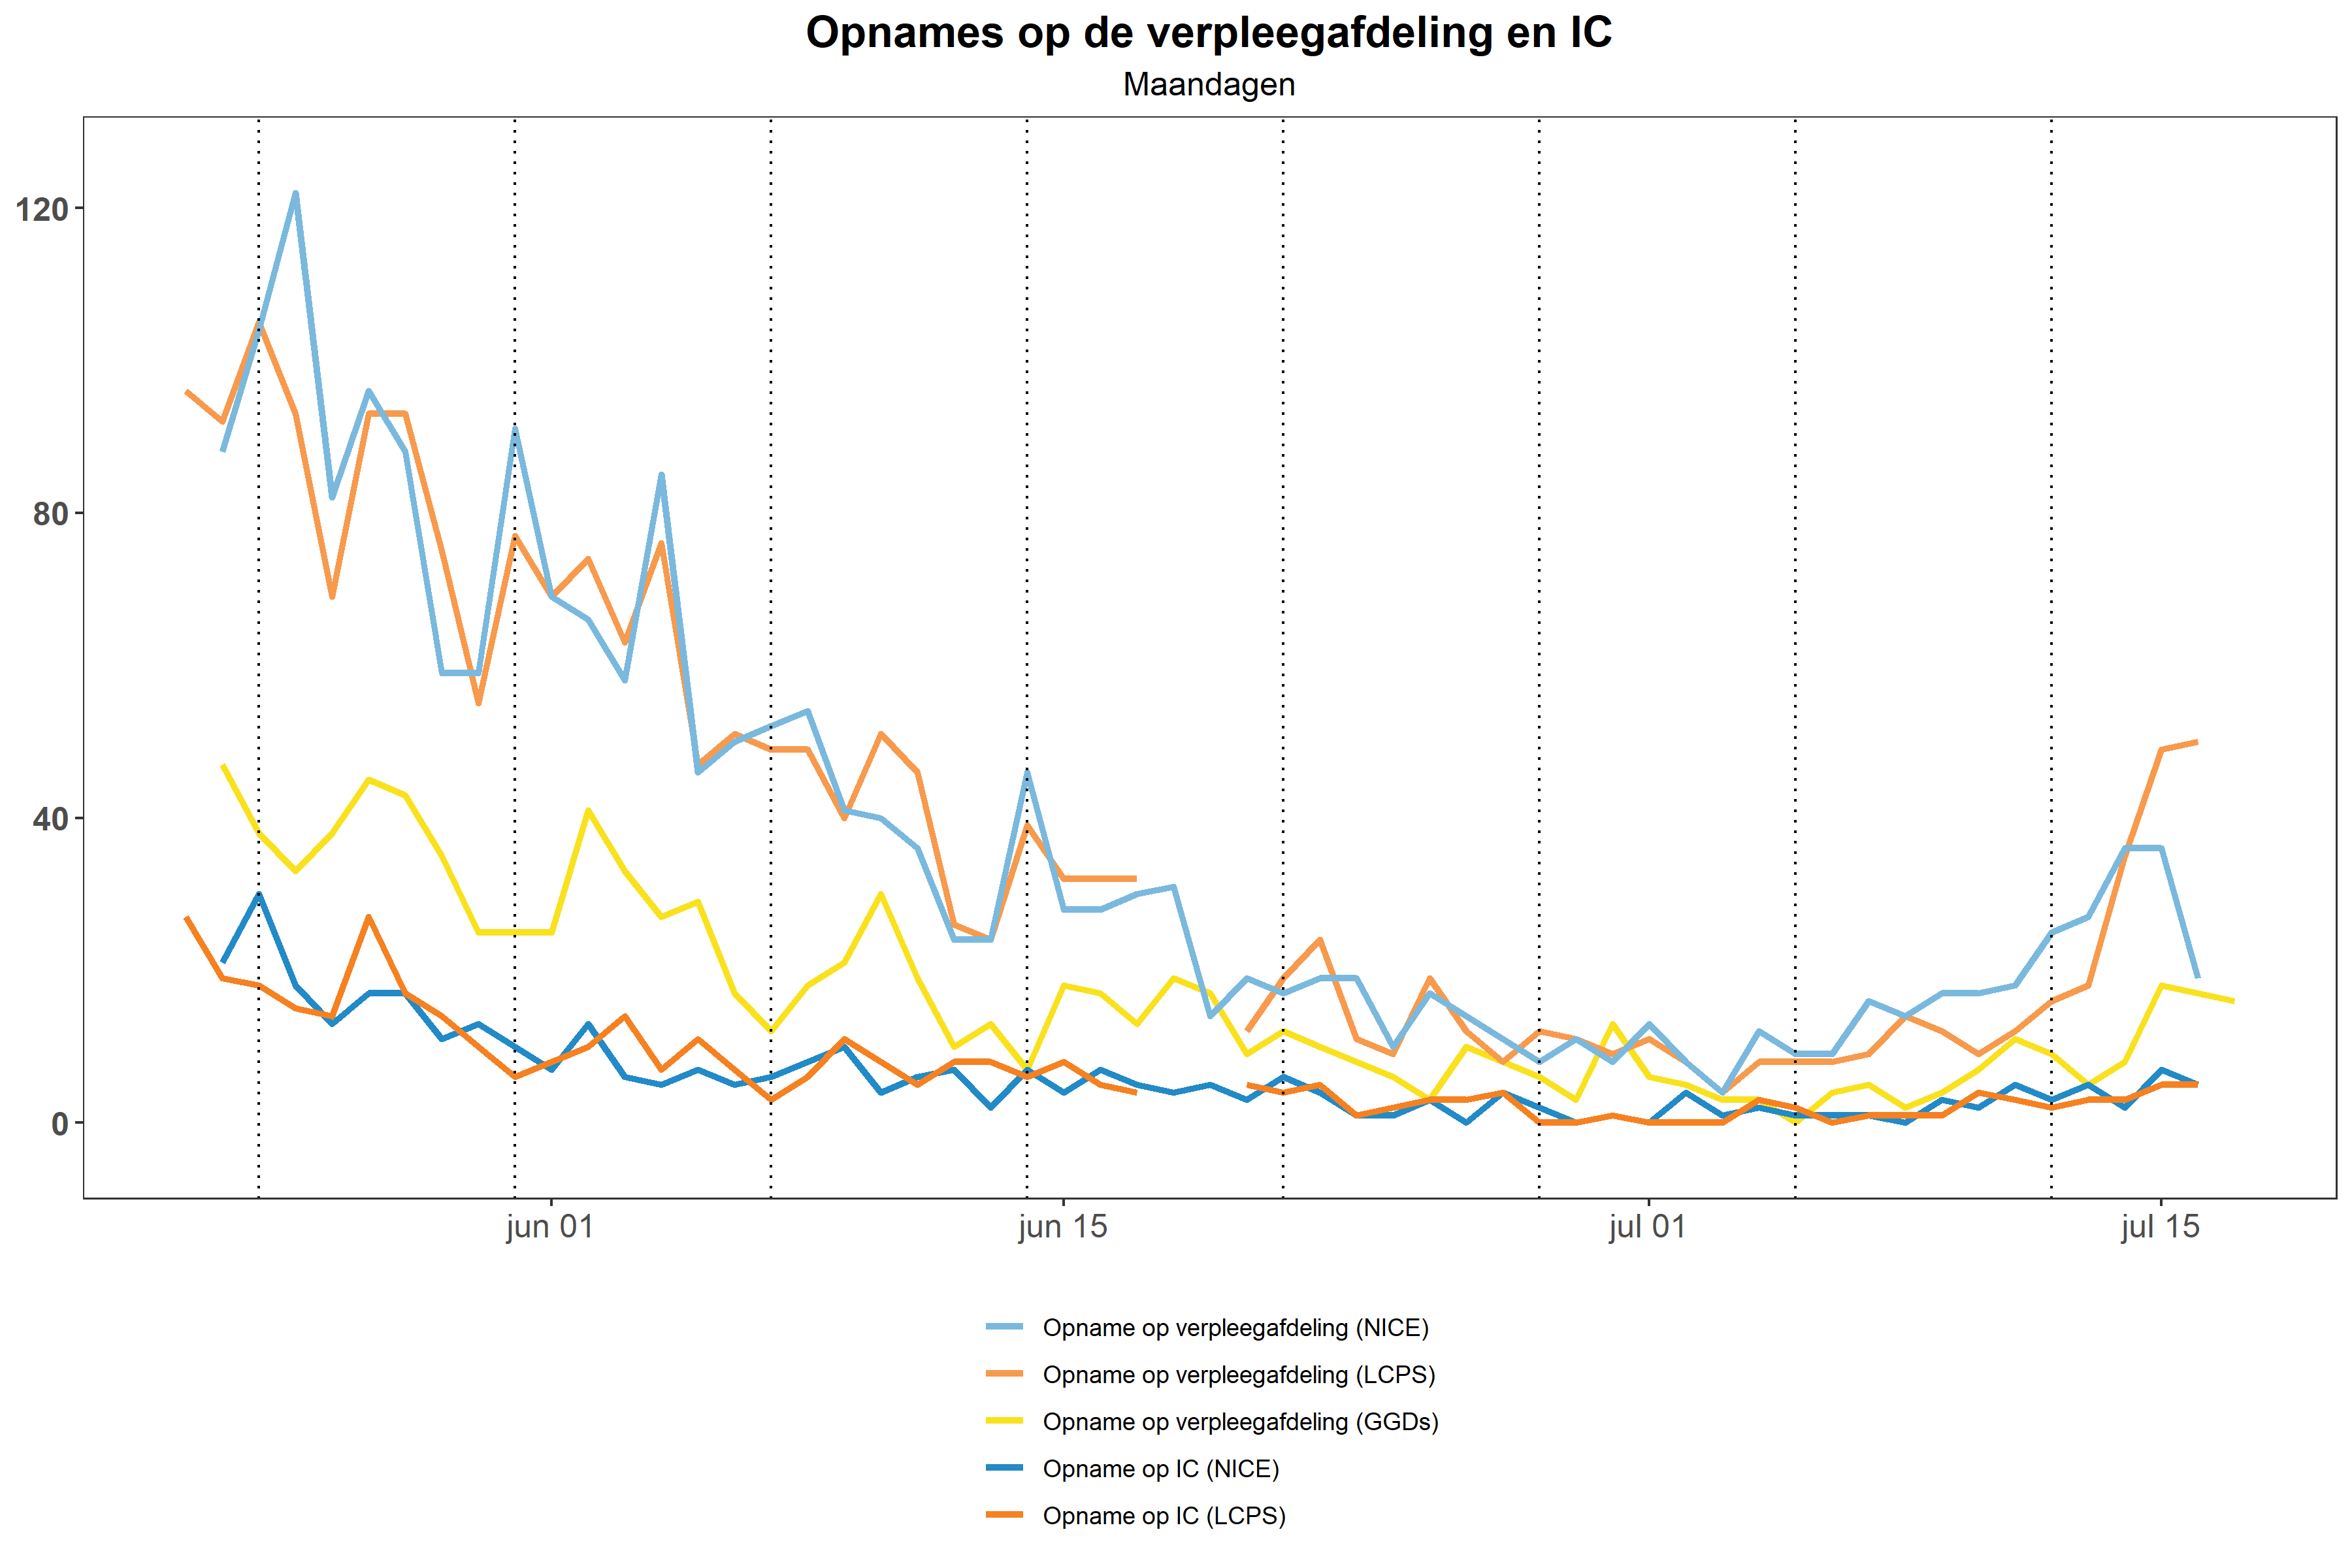 Opnames op de verpleegafdeling en IC
Maandagen
120
80
40
0
jun 01
jun 15
jul 01
jul 15
Opname op verpleegafdeling (NICE)
Opname op verpleegafdeling (LCPS)
Opname op verpleegafdeling (GGDs)
Opname op IC (NICE)
Opname op IC (LCPS)